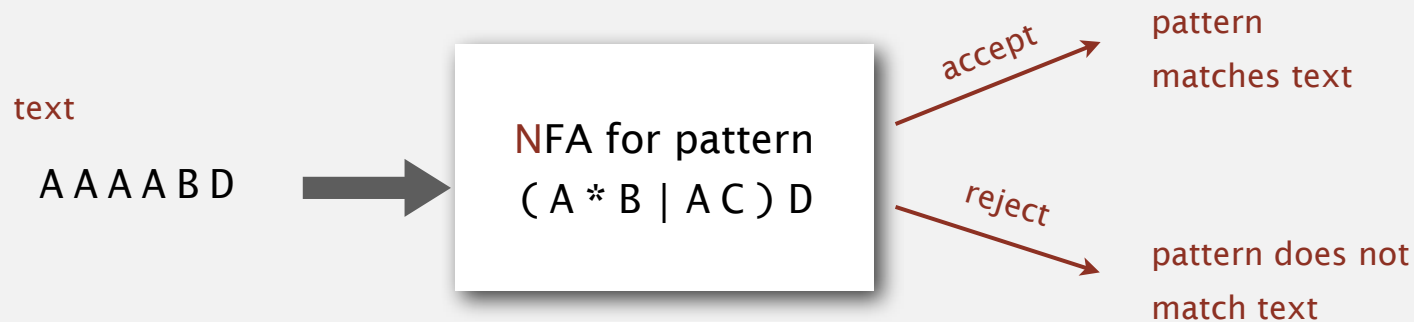 text
A A A A B D
NFA for pattern
( A * B | A C ) D
accept
pattern
matches text
reject
pattern does not
match text